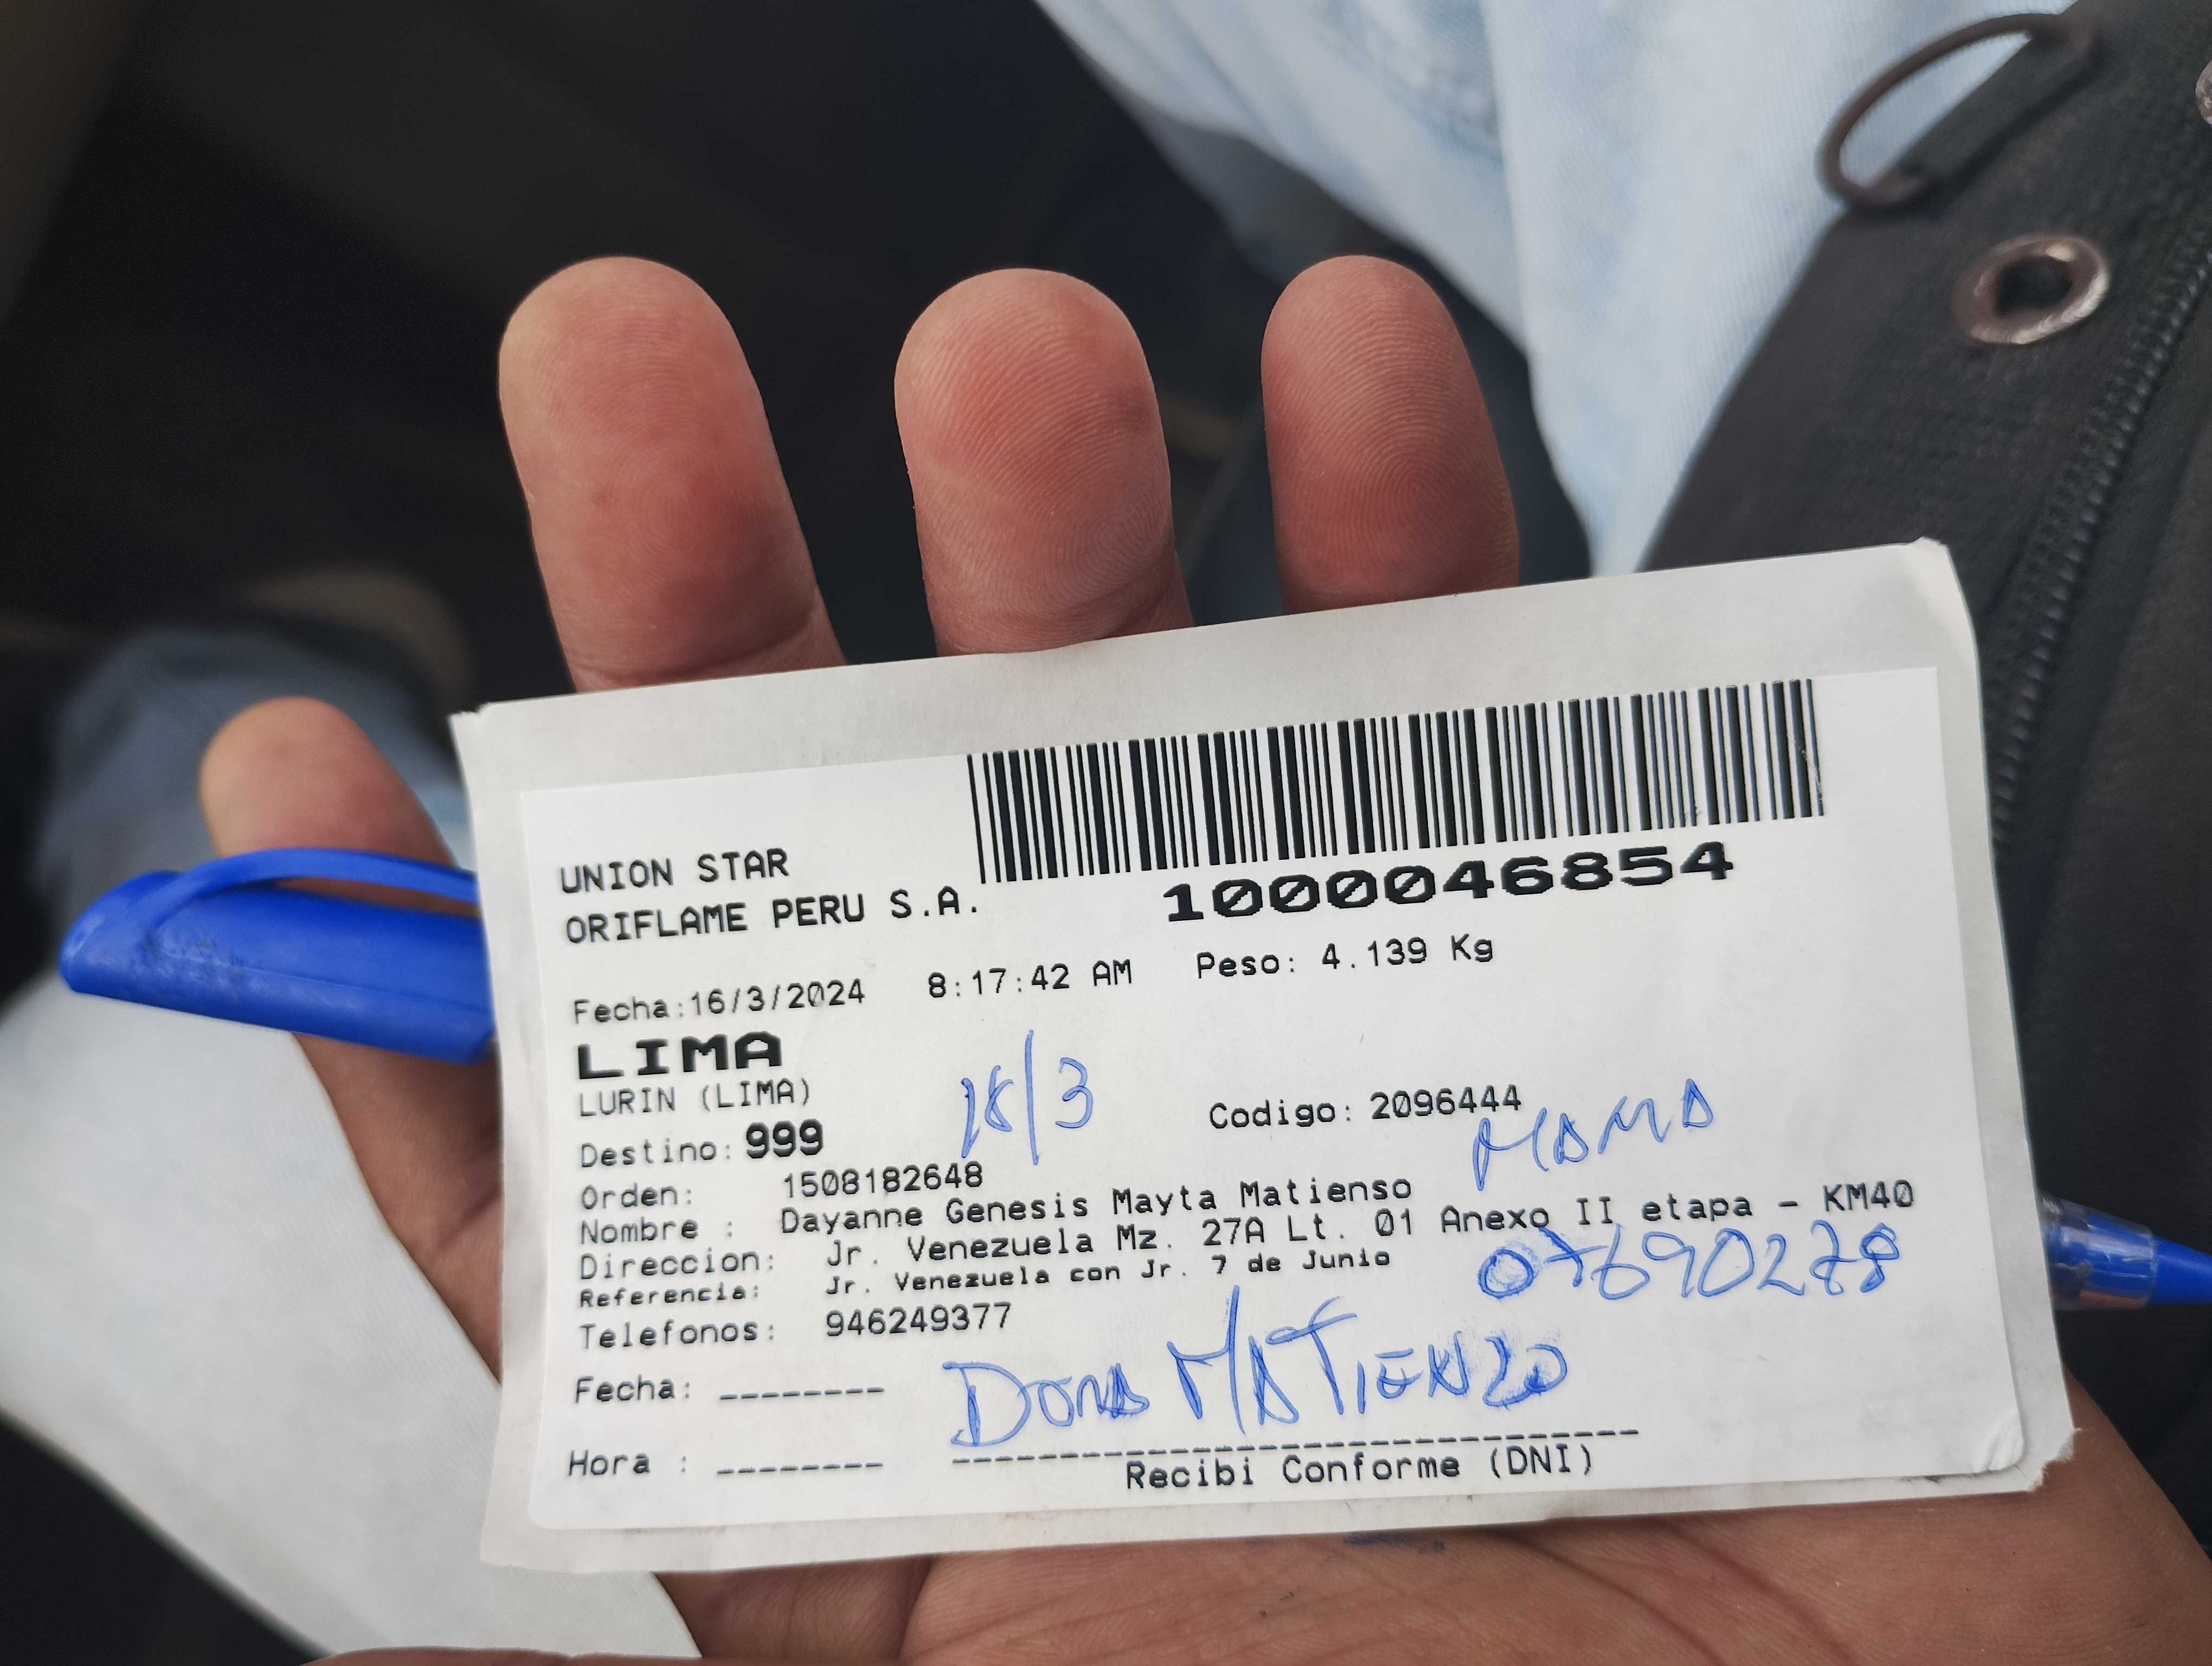 1000046854
UNION STAR
ORIFLAME PERU S.A.
Fecha:16/3/2024 8:17:42 AM Peso: 4.139 Kg
LIMA
LURIN (LIMA)
18/3
Destino: 999 Codigo: 2096444
MAMA
Orden: 1508182648
Nombre : Dayanne Genesis Mayta Matienso
Direccion: Jr. Venezuela Mz. 27A Lt. 01 Anexo II etapa - KM40
Referencia: Jr. Venezuela con Jr. 7 de Junio
07690278
Telefonos: 946249377
Fecha: --------
DORA MATIENZO
Hora : --------
Recibi Conforme (DNI)